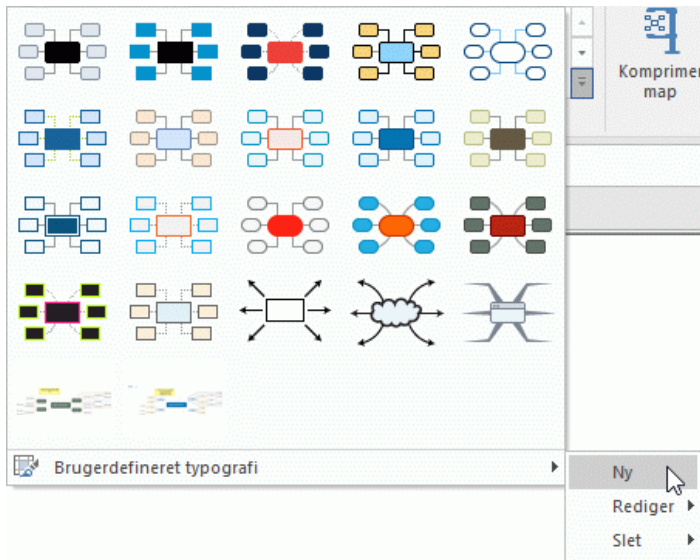 Komprimer
map
Brugerdefineret typografi
Ny
Rediger
Slet